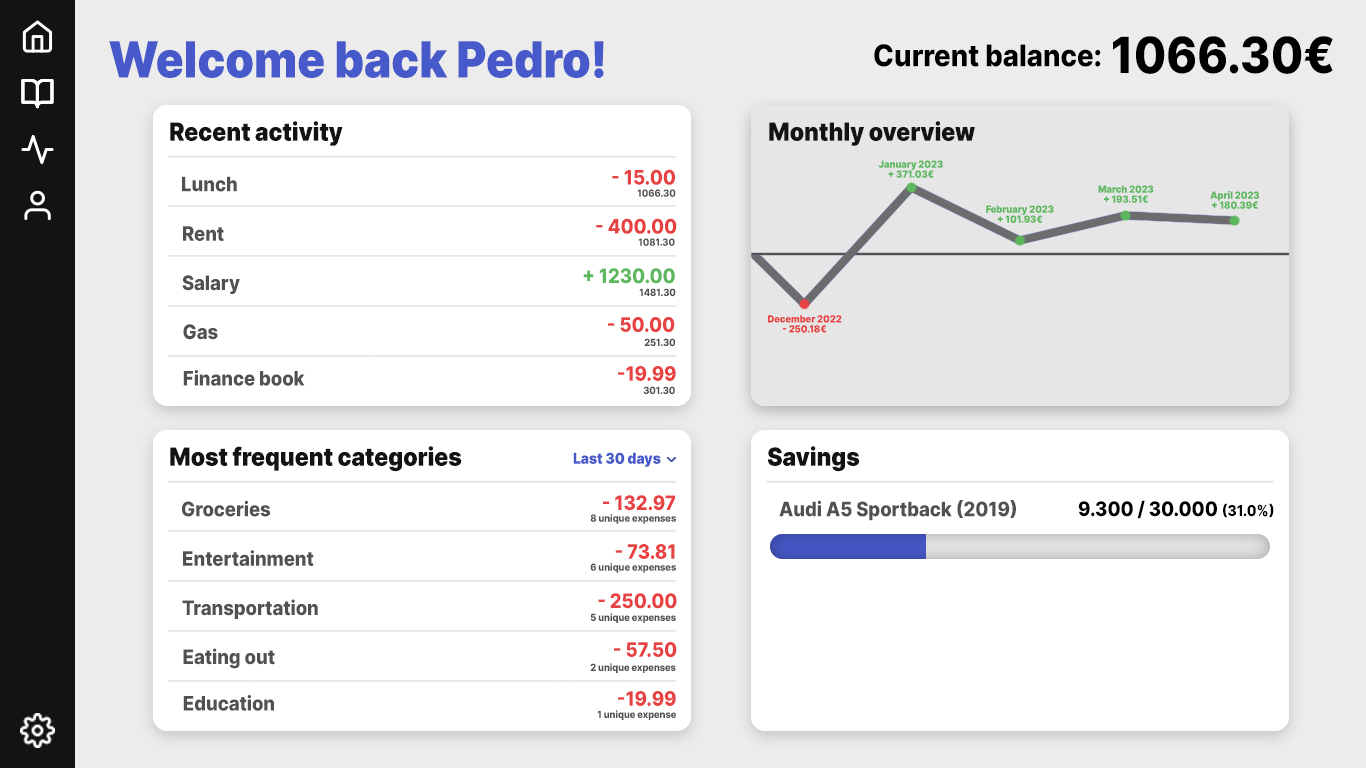 Welcome back Pedro!
Current balance: 1066.30€
Recent activity
Lunch - 15.00
1066.30
Rent - 400.00
1081.30
Salary + 1230.00
1481.30
Gas - 50.00
251.30
Finance book -19.99
301.30
Monthly overview
January 2023
+ 371.03€
February 2023
+ 101.93€
March 2023
+ 193.51€
April 2023
+ 180.39€
December 2022
- 250.18€
Most frequent categories Last 30 days
Groceries - 132.97
8 unique expenses
Entertainment - 73.81
6 unique expenses
Transportation - 250.00
5 unique expenses
Eating out - 57.50
2 unique expenses
Education -19.99
1 unique expense
Savings
Audi A5 Sportback (2019) 9.300 / 30.000 (31.0%)